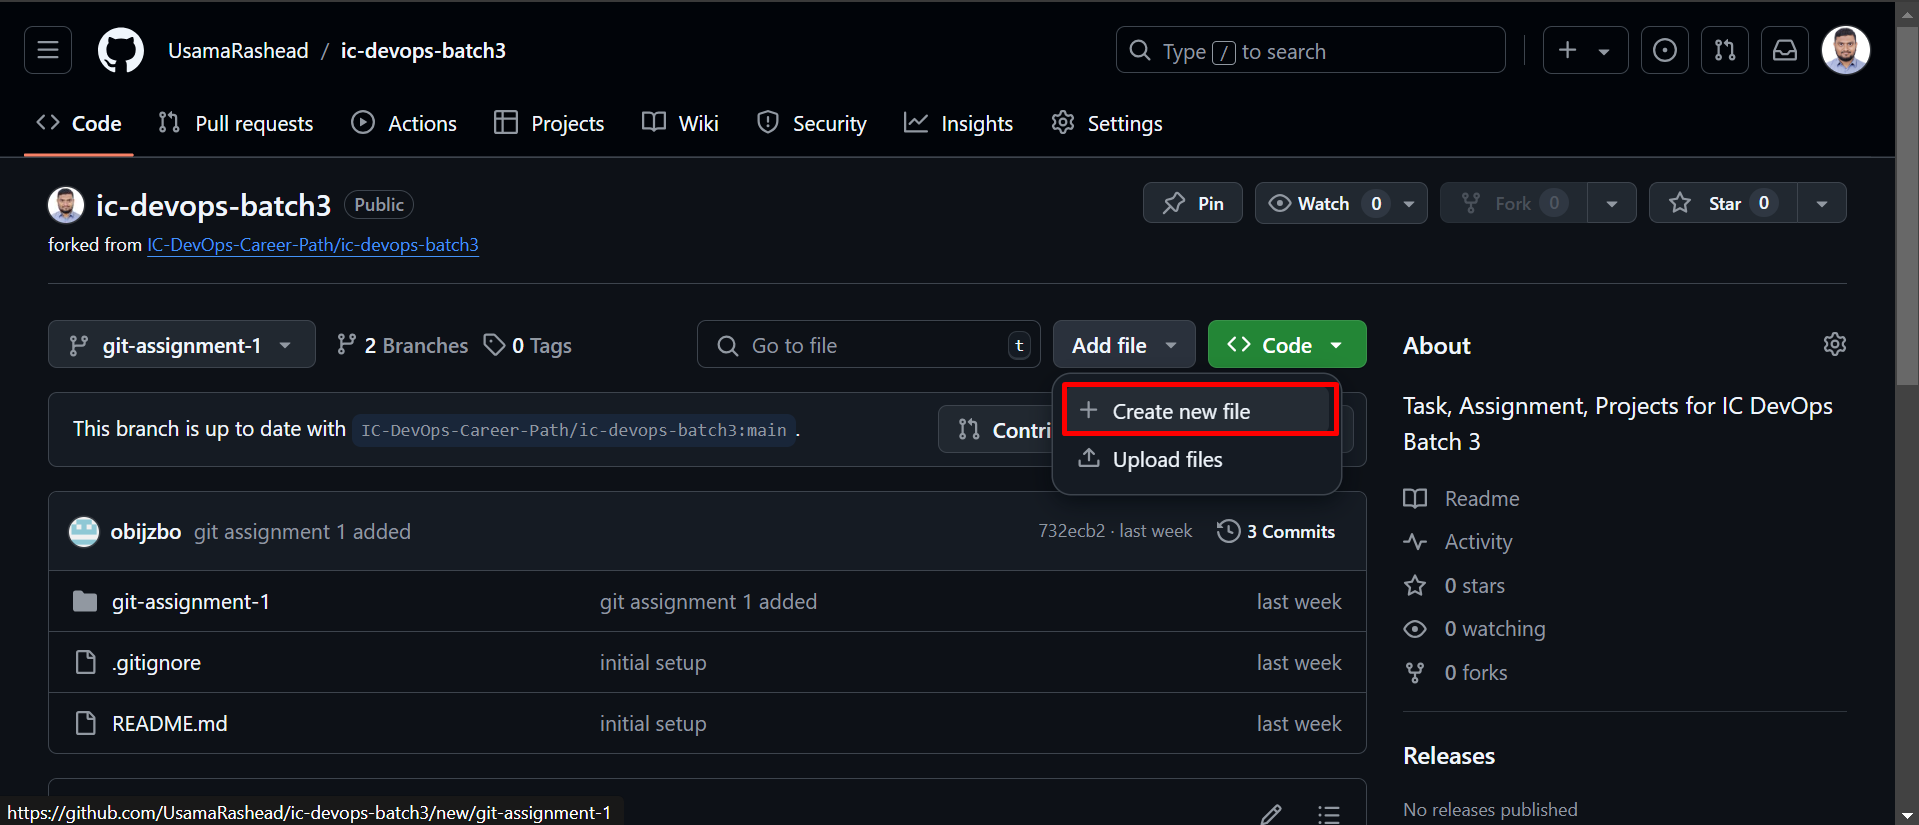 UsamaRashead / ic-devops-batch3
Type / to search
Code
Pull requests
Actions
Projects
Wiki
Security
Insights
Settings
ic-devops-batch3 Public
Pin
Watch 0
Fork 0
Star 0
forked from IC-DevOps-Career-Path/ic-devops-batch3
git-assignment-1
2 Branches
0 Tags
Go to file t
Add file
Code
Create new file
Upload files
This branch is up to date with IC-DevOps-Career-Path/ic-devops-batch3:main .
Contri
obijzbo git assignment 1 added 732ecb2 · last week 3 Commits
git-assignment-1 git assignment 1 added last week
.gitignore initial setup last week
README.md initial setup last week
About
Task, Assignment, Projects for IC DevOps
Batch 3
Readme
Activity
0 stars
0 watching
0 forks
Releases
No releases published
https://github.com/UsamaRashead/ic-devops-batch3/new/git-assignment-1